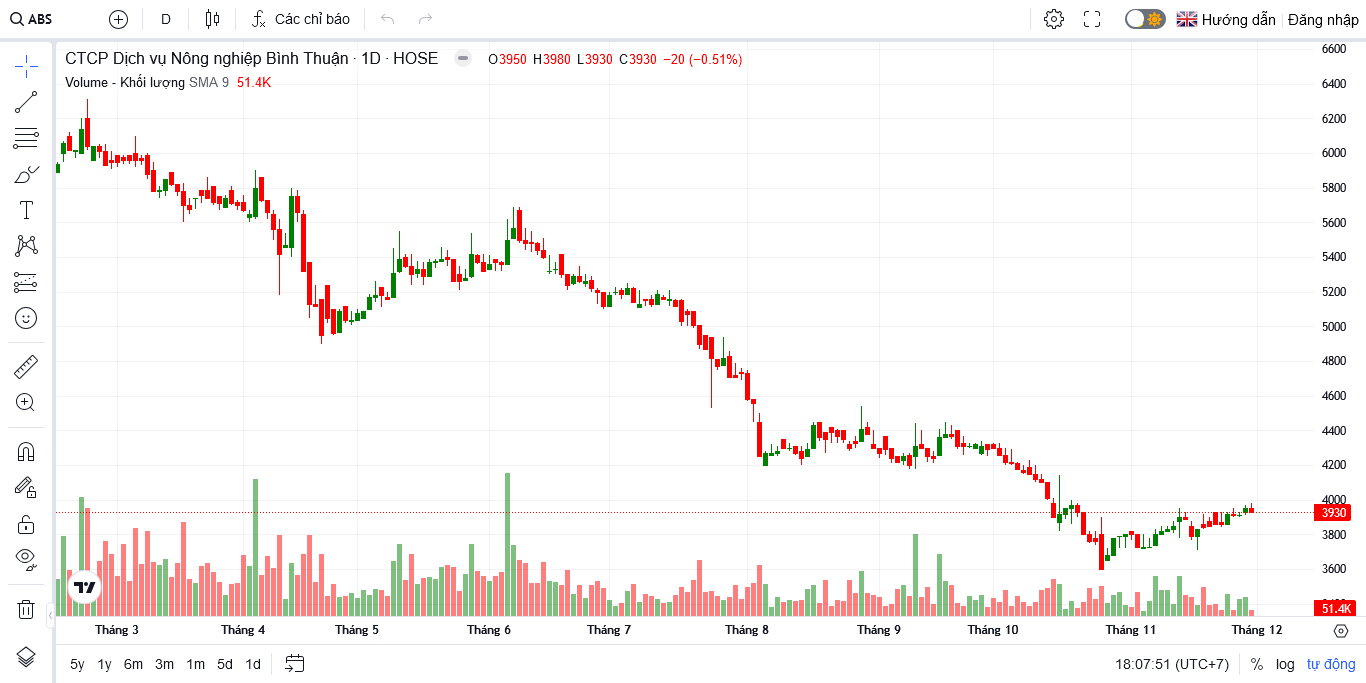 ABS D Các chỉ báo Hướng dẫn Đăng nhập
CTCP Dịch vụ Nông nghiệp Bình Thuận · 1D · HOSE O3950 H3980 L3930 C3930 −20 (−0.51%)
Volume - Khối lượng SMA 9 51.4K
6600
6400
6200
6000
5800
5600
5400
5200
5000
4800
4600
4400
4200
4000
3930
3800
3600
51.4K
Tháng 3 Tháng 4 Tháng 5 Tháng 6 Tháng 7 Tháng 8 Tháng 9 Tháng 10 Tháng 11 Tháng 12
5y 1y 6m 3m 1m 5d 1d 18:07:51 (UTC+7) % log tự động